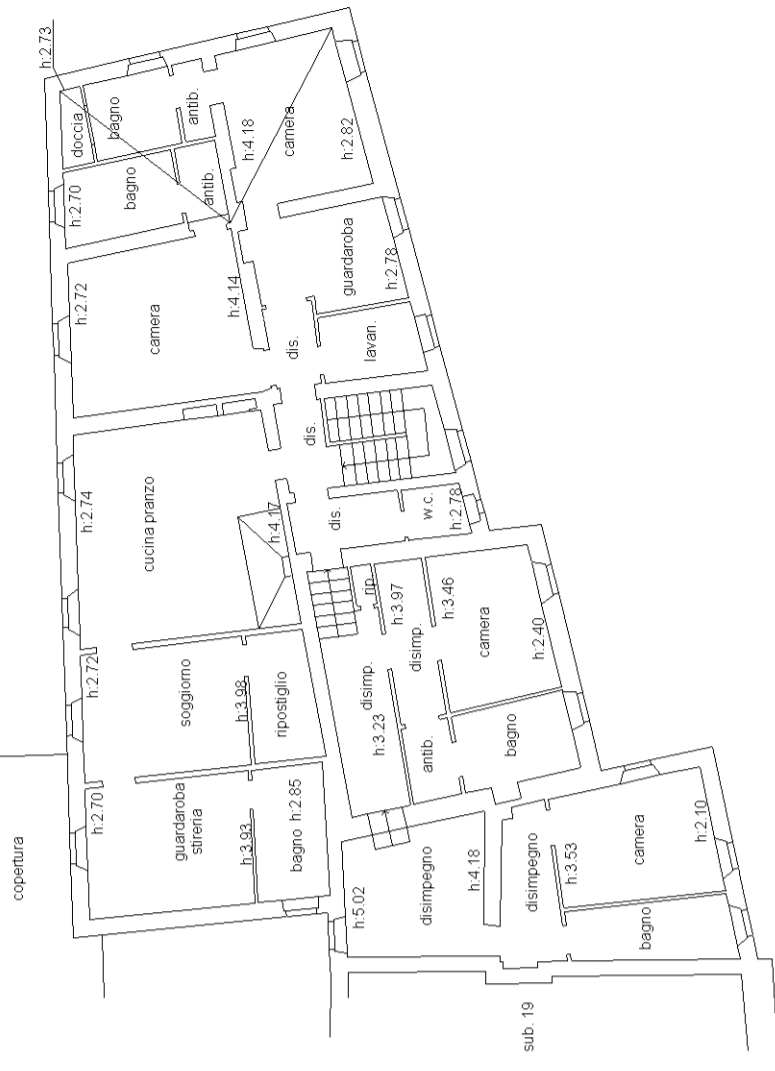 h:2.73
doccia
bagno
antib.
h:4.18
camera
h:2.82
h:2.70
bagno
antib.
h:2.72
camera
h:4.14
guardaroba
h:2.78
dis.
lavan.
dis.
h:2.74
cucina pranzo
h:4.17
dis.
w.c.
h:2.78
rip.
h:3.97
h:3.46
disimp.
camera
h:2.40
h:2.72
soggiorno
h:3.98
ripostiglio
disimp.
h:3.23
antib.
bagno
copertura
h:2.70
guardaroba
stireria
h:3.93
bagno
h:2.85
h:5.02
disimpegno
h:4.18
disimpegno
h:3.53
camera
h:2.10
bagno
sub. 19